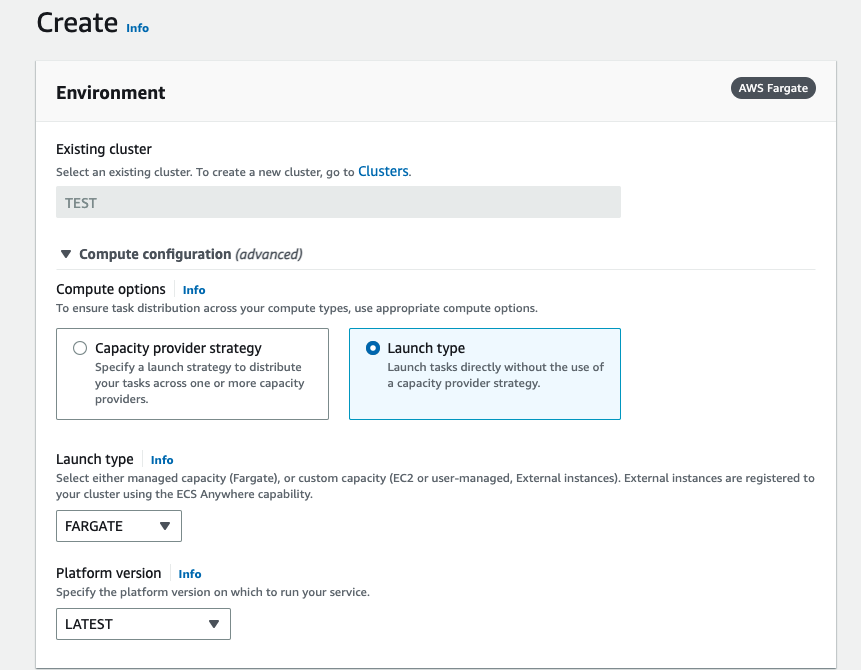 Create Info
Environment
AWS Fargate
Existing cluster
Select an existing cluster. To create a new cluster, go to Clusters.
TEST
Compute configuration (advanced)
Compute options Info
To ensure task distribution across your compute types, use appropriate compute options.
Capacity provider strategy
Specify a launch strategy to distribute
your tasks across one or more capacity
providers.
Launch type
Launch tasks directly without the use of
a capacity provider strategy.
Launch type Info
Select either managed capacity (Fargate), or custom capacity (EC2 or user-managed, External instances). External instances are registered to
your cluster using the ECS Anywhere capability.
FARGATE
Platform version Info
Specify the platform version on which to run your service.
LATEST